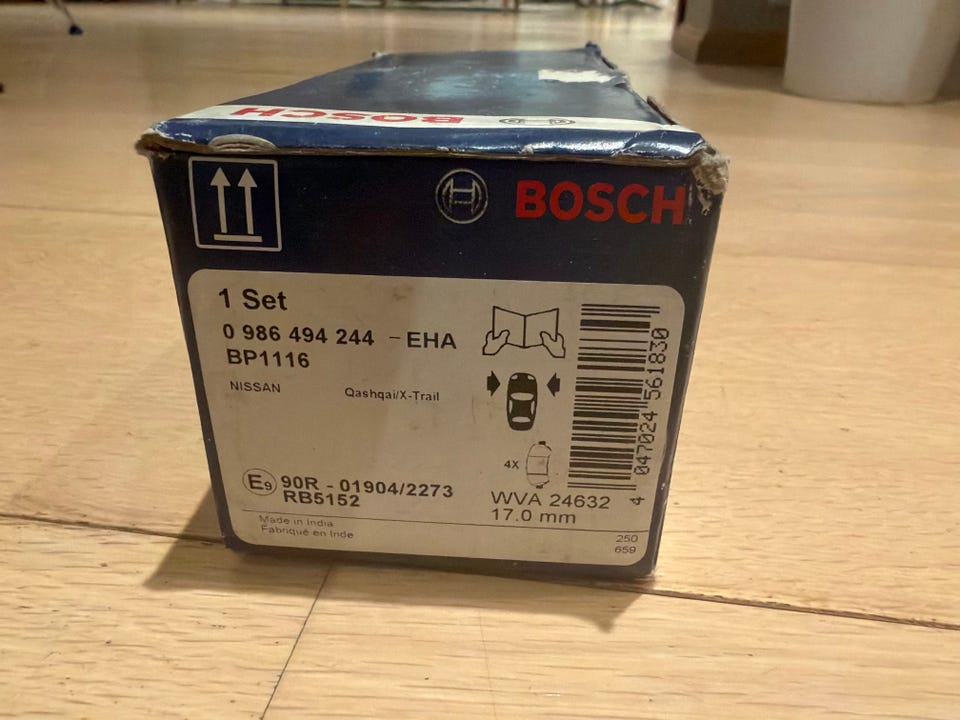 BOSCH
BOSCH
1 Set
0 986 494 244 - EHA
BP1116
NISSAN Qashqai/X-Trail
4X
E9 90R - 01904/2273
RB5152
WVA 24632
17.0 mm
4 047024 561830
Made in India
Fabriqué en Inde
250
659